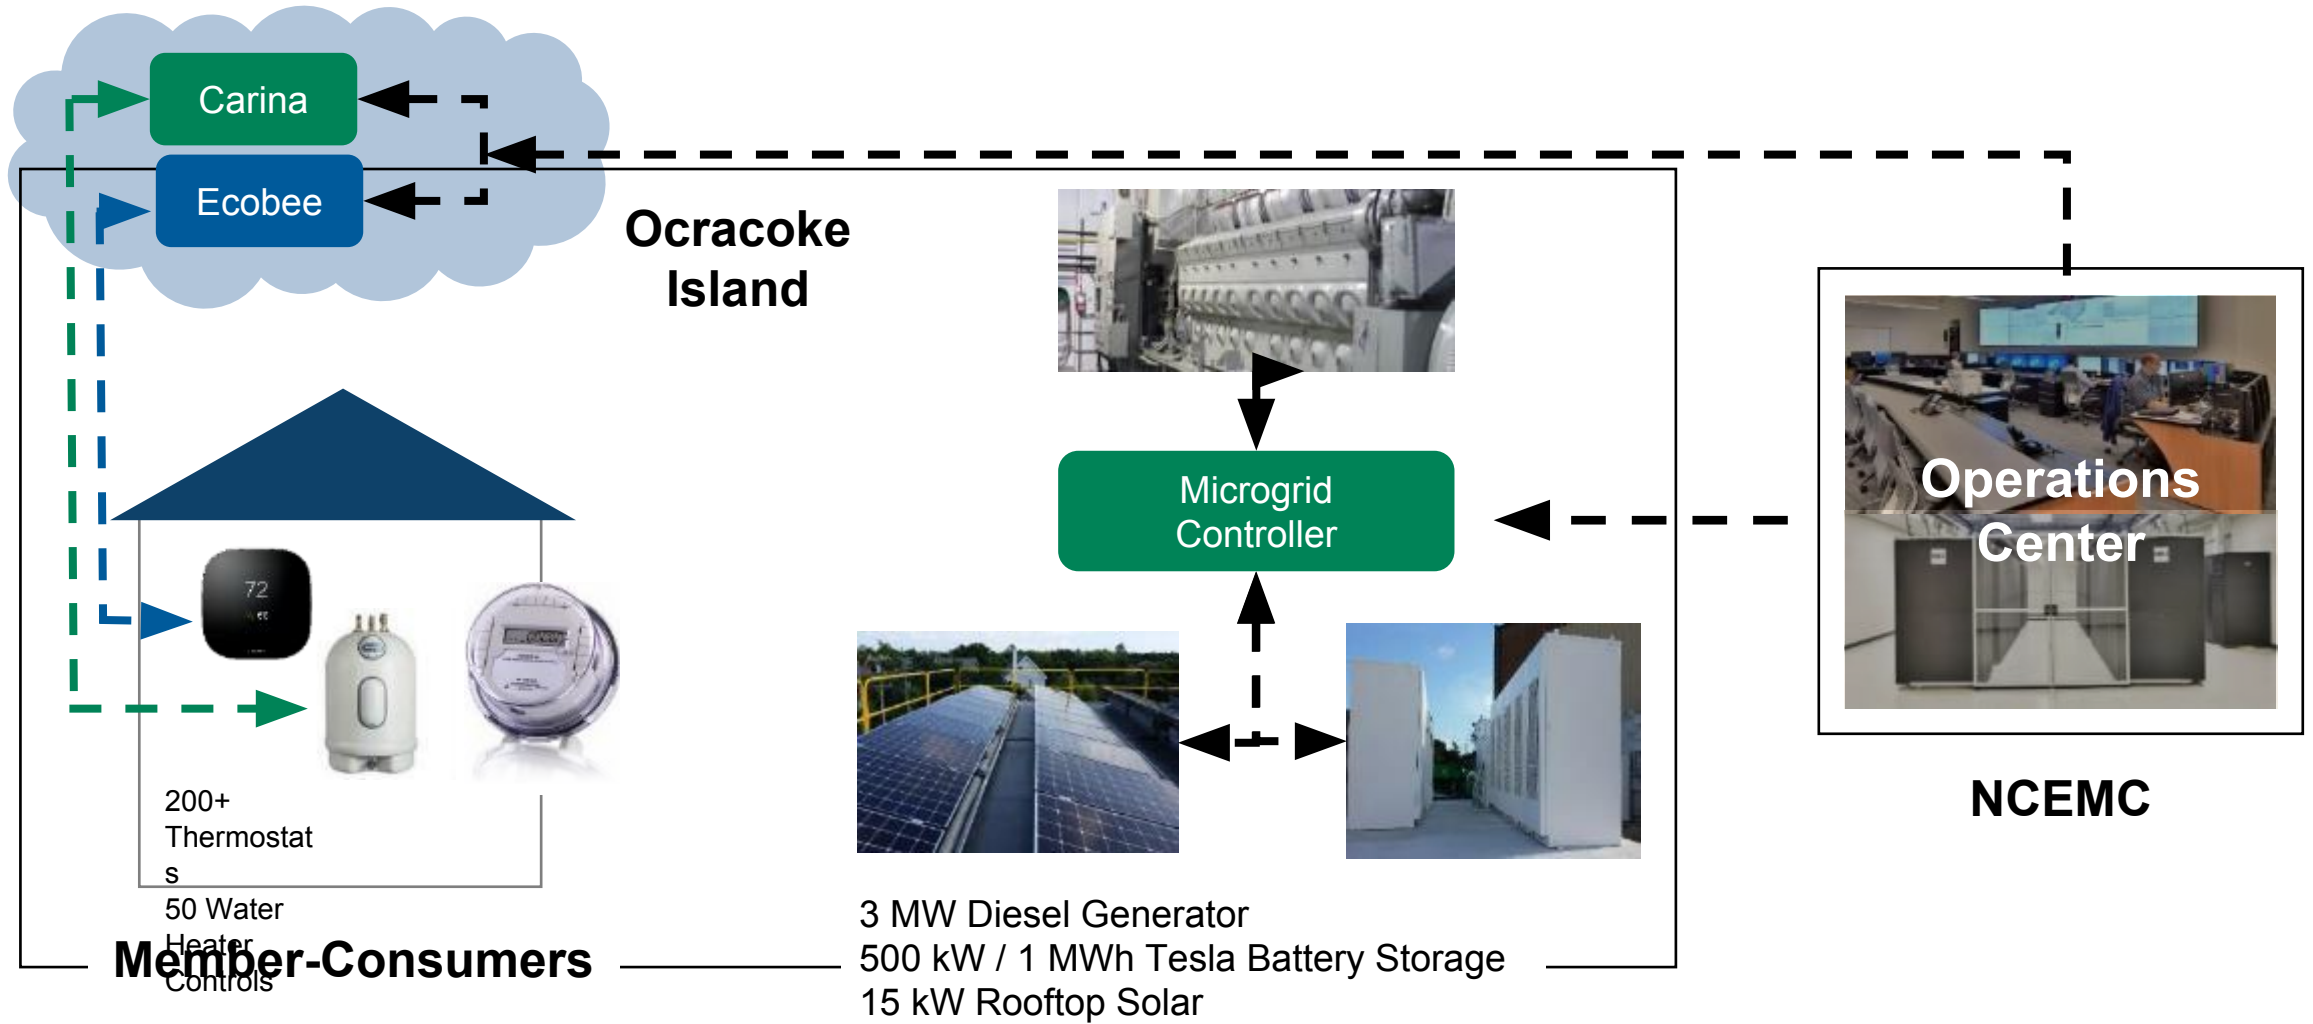 Carina
Ecobee
Ocracoke
Island
Microgrid
Controller
Operations
Center
NCEMC
72
200+
Thermostat
s
50 Water
Heater
Controls
Member-Consumers
3 MW Diesel Generator
500 kW / 1 MWh Tesla Battery Storage
15 kW Rooftop Solar